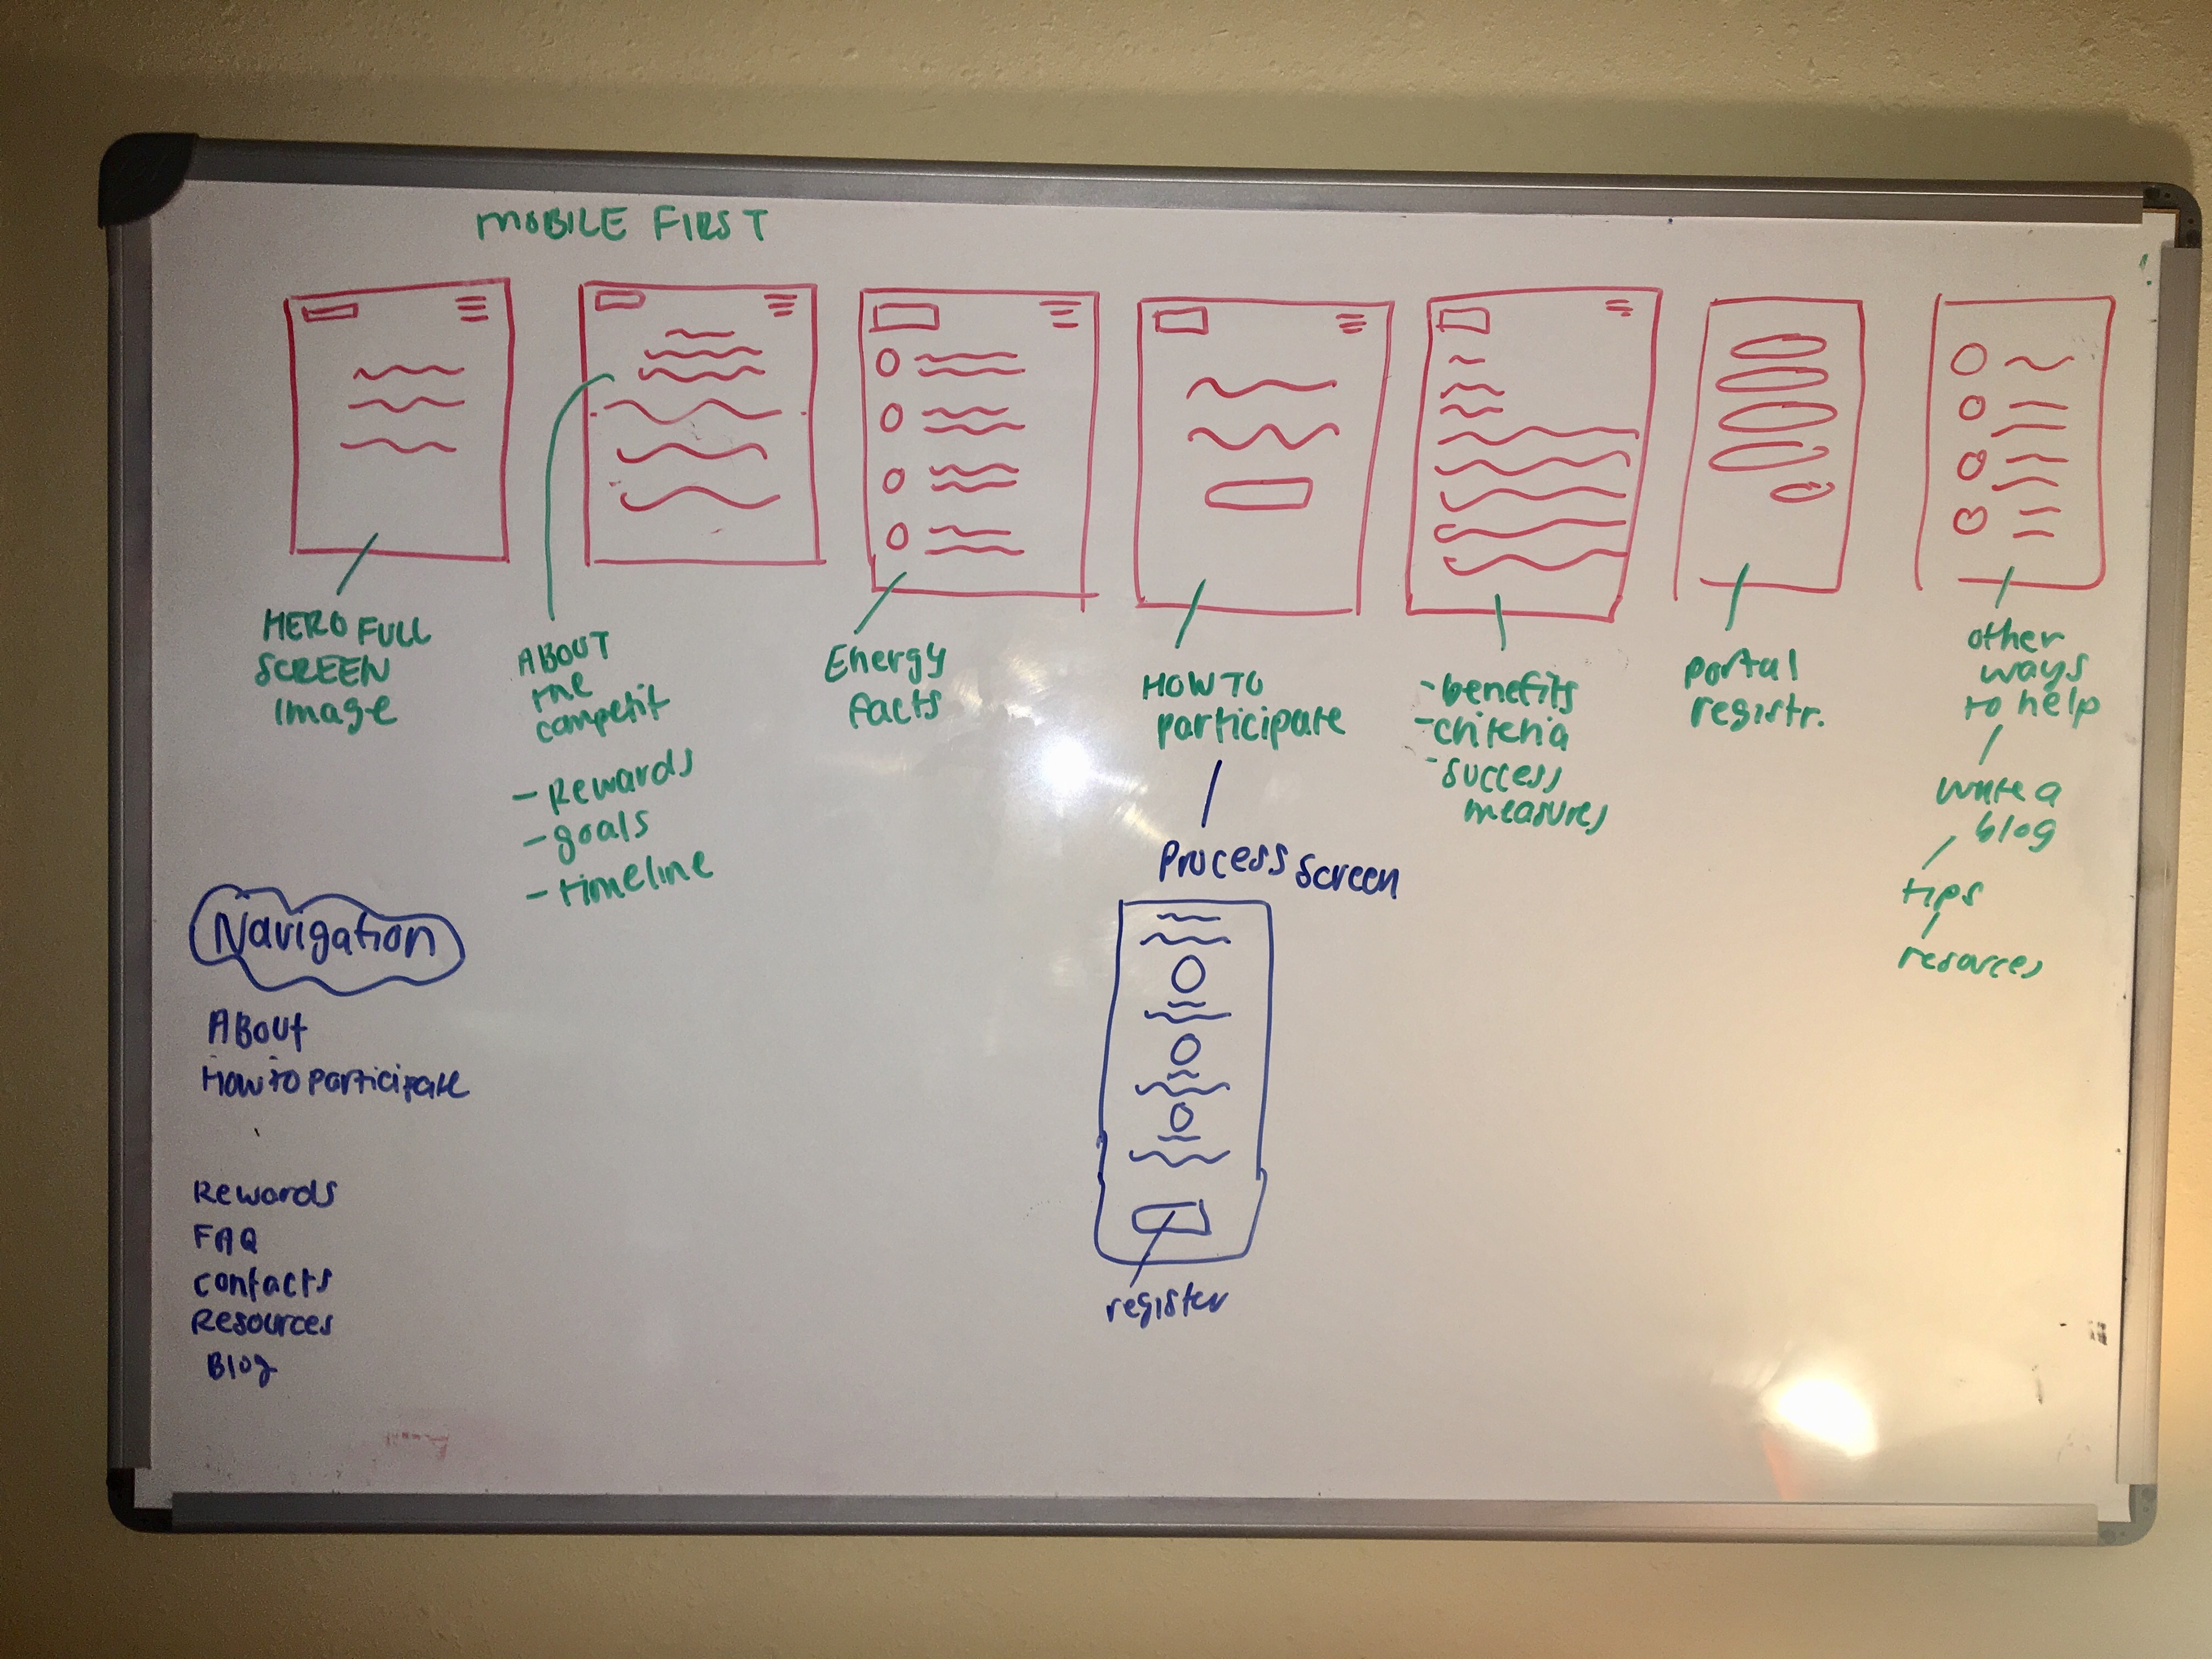 MOBILE FIRST
HERO FULL
SCREEN
image
ABOUT
the
competit
- Rewards
- goals
- timeline
Energy
facts
HOW TO
participate
Process screen
register
- benefits
- criteria
- success
measures
portal
registr.
other
ways
to help
write a
blog
tips
resources
Navigation
About
How to participate
Rewards
FAQ
contacts
Resources
Blog